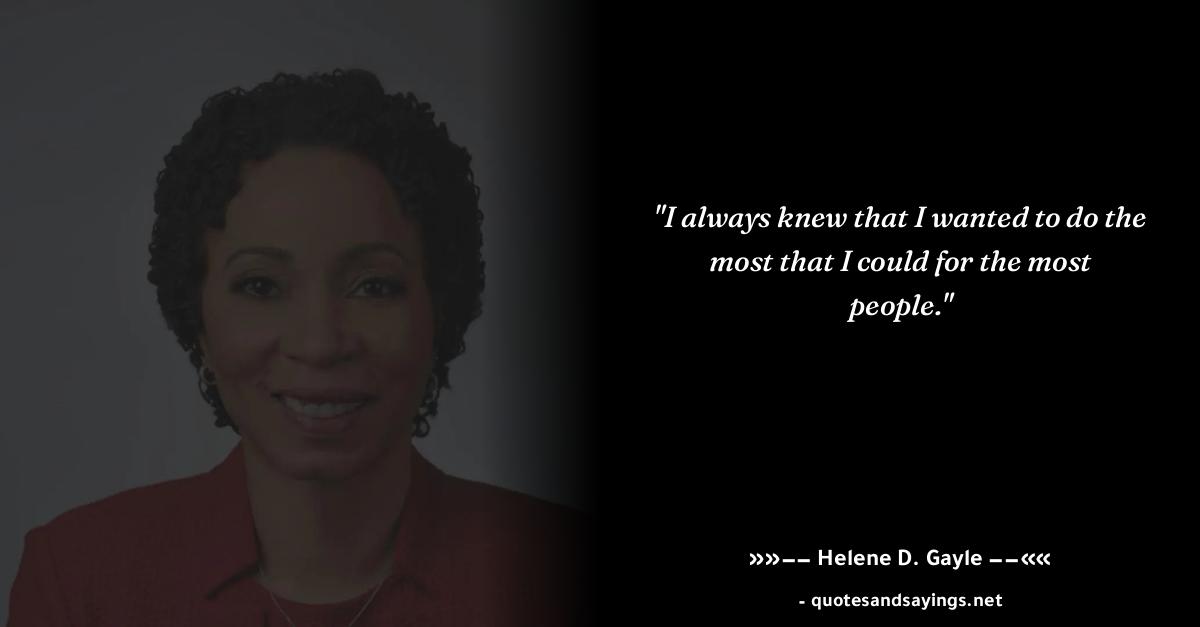 "I always knew that I wanted to do the
most that I could for the most
people."
»»−− Helene D. Gayle −−««
- quotesandsayings.net